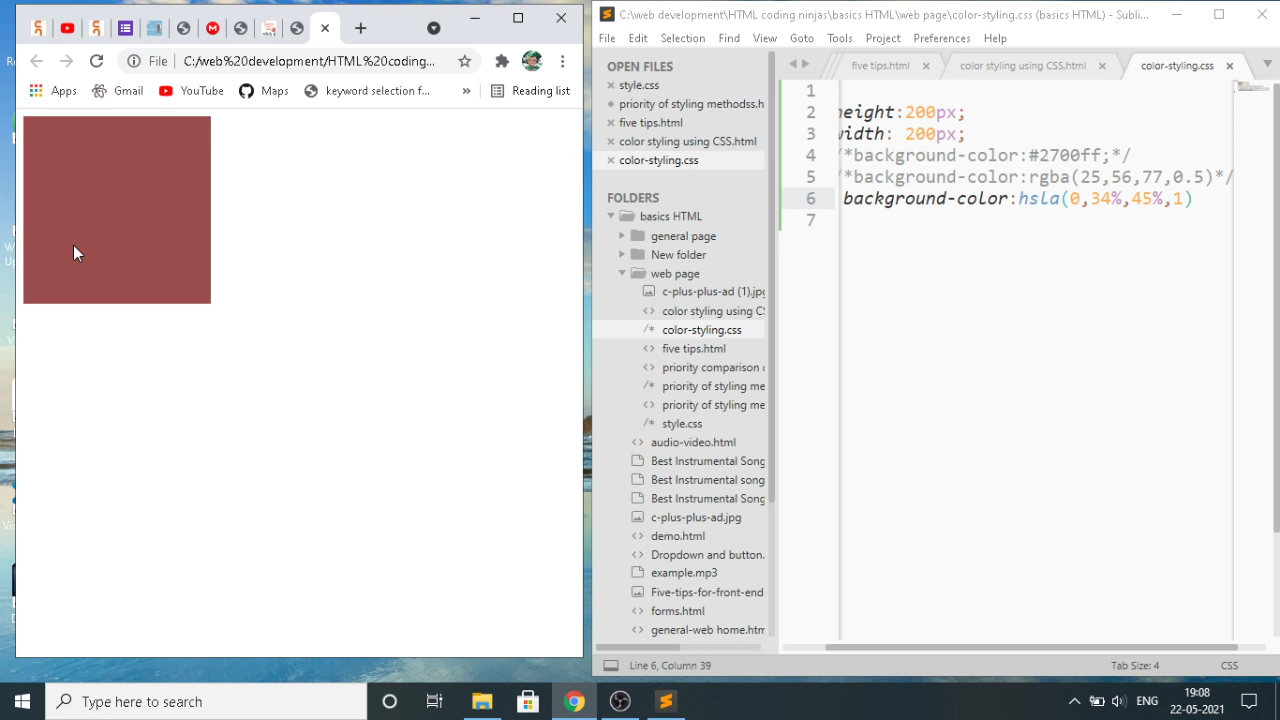 File
C:/web%20development/HTML%20coding...
Apps
Gmail
YouTube
Maps
keyword selection f...
»
Reading list
C:\web development\HTML coding ninjas\basics HTML\web page\color-styling.css (basics HTML) - Subli...
File Edit Selection Find View Goto Tools Project Preferences Help
OPEN FILES
style.css
priority of styling methodss.h
five tips.html
color styling using CSS.html
color-styling.css
FOLDERS
basics HTML
general page
New folder
web page
c-plus-plus-ad (1).jpg
color styling using CS
color-styling.css
five tips.html
priority comparison
priority of styling me
priority of styling me
style.css
audio-video.html
Best Instrumental Song
Best Instrumental song
Best Instrumental Song
c-plus-plus-ad.jpg
demo.html
Dropdown and button.
example.mp3
Five-tips-for-front-end
forms.html
general-web home.htm
five tips.html
color styling using CSS.html
color-styling.css
1
2 height:200px;
3 width: 200px;
4 /*background-color:#2700ff;*/
5 /*background-color:rgba(25,56,77,0.5)*/
6 background-color:hsla(0,34%,45%,1)
7
Line 6, Column 39
Tab Size: 4
CSS
Type here to search
ENG
19:08
22-05-2021